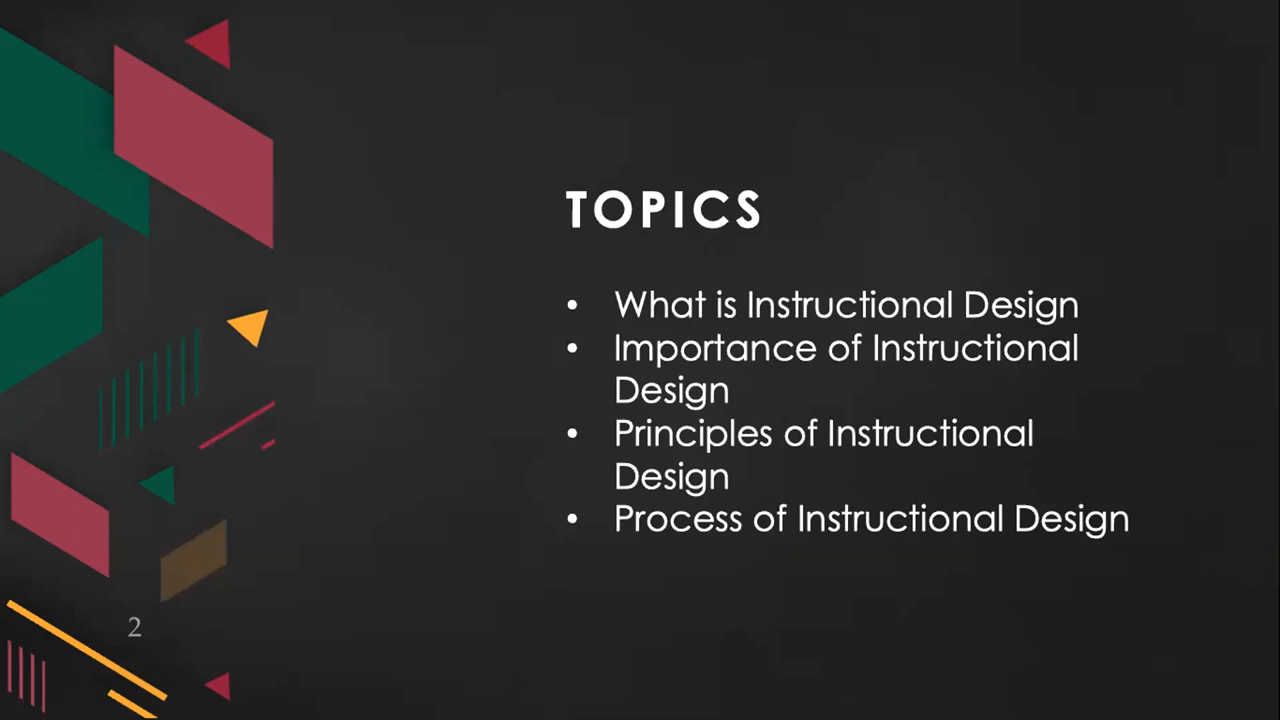 TOPICS
• What is Instructional Design
• Importance of Instructional
Design
• Principles of Instructional
Design
• Process of Instructional Design
2